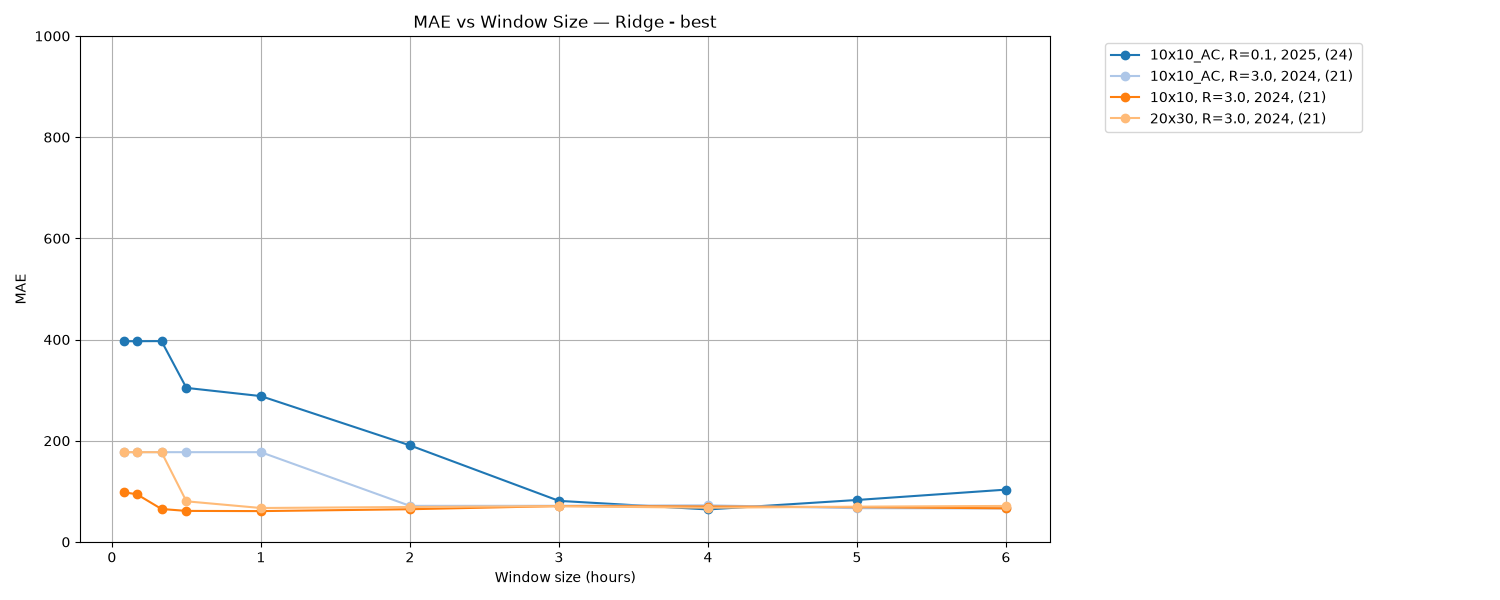 MAE vs Window Size — Ridge - best
1000
800
600
400
200
0
MAE
0 1 2 3 4 5 6
Window size (hours)
10x10_AC, R=0.1, 2025, (24)
10x10_AC, R=3.0, 2024, (21)
10x10, R=3.0, 2024, (21)
20x30, R=3.0, 2024, (21)